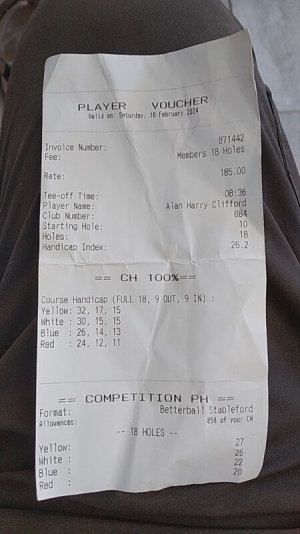 PLAYER VOUCHER
Valid on: Saturday, 10 February 2024
Invoice Number: 871442
Fee: Members 18 Holes
Rate: 185.00
Tee-off Time: 08:36
Player Name: Alan Harry Clifford
Club Number: 884
Starting Hole: 10
Holes: 18
Handicap Index: 26.2
== CH 100%==
Course Handicap (FULL 18, 9 OUT, 9 IN) :
Yellow: 32, 17, 15
White : 30, 15, 15
Blue : 26, 14, 13
Red : 24, 12, 11
== COMPETITION PH ==
Format: Betterball Stableford
Allowances: 85% of your CH
-- 18 HOLES --
Yellow: 27
White : 26
Blue : 22
Red : 20